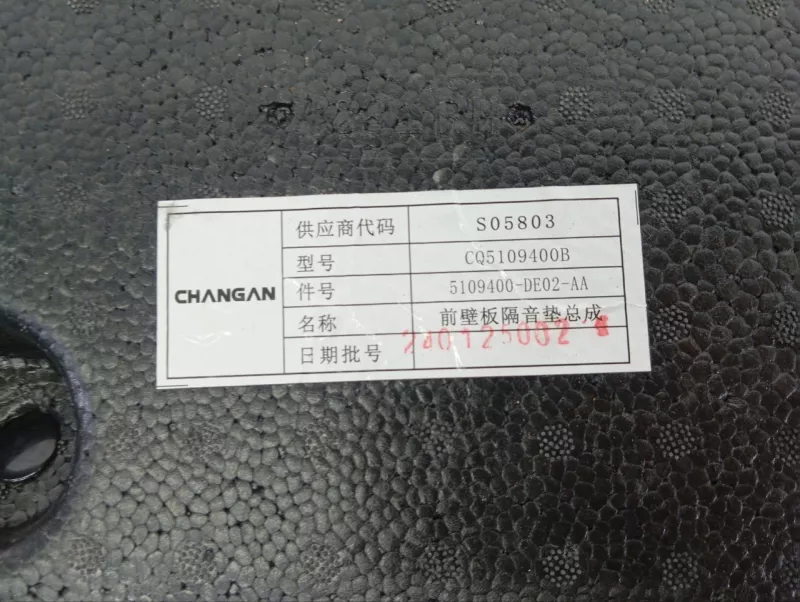 CHANGAN
供应商代码 S05803
型号 CQ5109400B
件号 5109400-DE02-AA
名称 前壁板隔音垫总成
日期批号 240125002